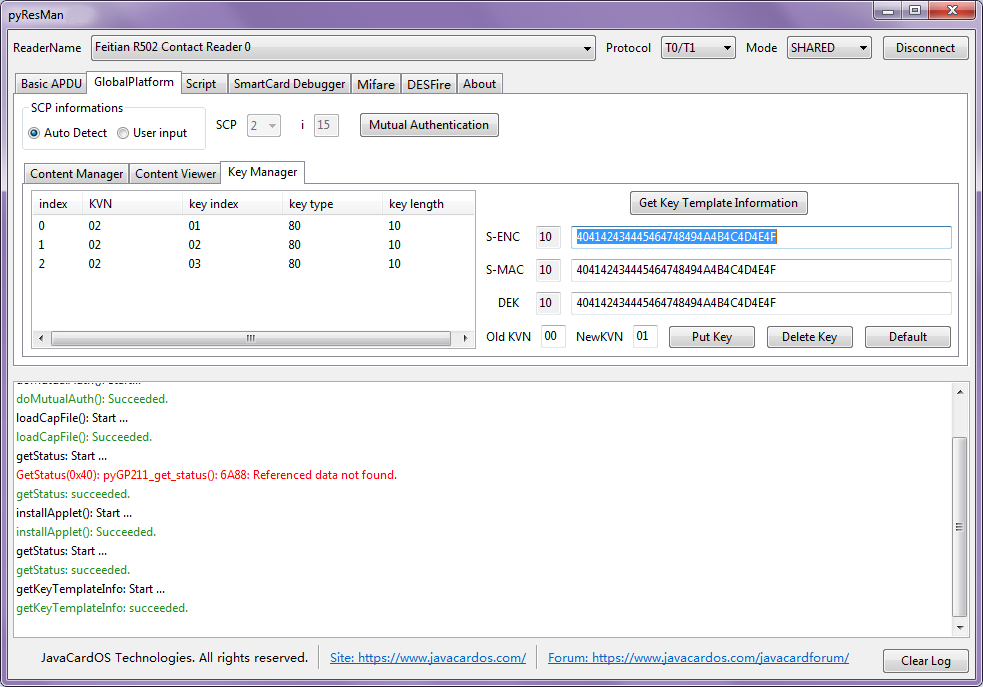 pyResMan
ReaderName Feitian R502 Contact Reader 0 Protocol T0/T1 Mode SHARED Disconnect
Basic APDU GlobalPlatform Script SmartCard Debugger Mifare DESFire About
SCP informations
Auto Detect User input SCP 2 i 15 Mutual Authentication
Content Manager Content Viewer Key Manager
index KVN key index key type key length
0 02 01 80 10
1 02 02 80 10
2 02 03 80 10
Get Key Template Information
S-ENC 10 404142434445464748494A4B4C4D4E4F
S-MAC 10 404142434445464748494A4B4C4D4E4F
DEK 10 404142434445464748494A4B4C4D4E4F
Old KVN 00 NewKVN 01 Put Key Delete Key Default
doMutualAuth(): Start...
doMutualAuth(): Succeeded.
loadCapFile(): Start ...
loadCapFile(): Succeeded.
getStatus: Start ...
GetStatus(0x40): pyGP211_get_status(): 6A88: Referenced data not found.
getStatus: succeeded.
installApplet(): Start ...
installApplet(): Succeeded.
getStatus: Start ...
getStatus: succeeded.
getKeyTemplateInfo: Start ...
getKeyTemplateInfo: succeeded.
JavaCardOS Technologies. All rights reserved. Site: https://www.javacardos.com/ Forum: https://www.javacardos.com/javacardforum/ Clear Log